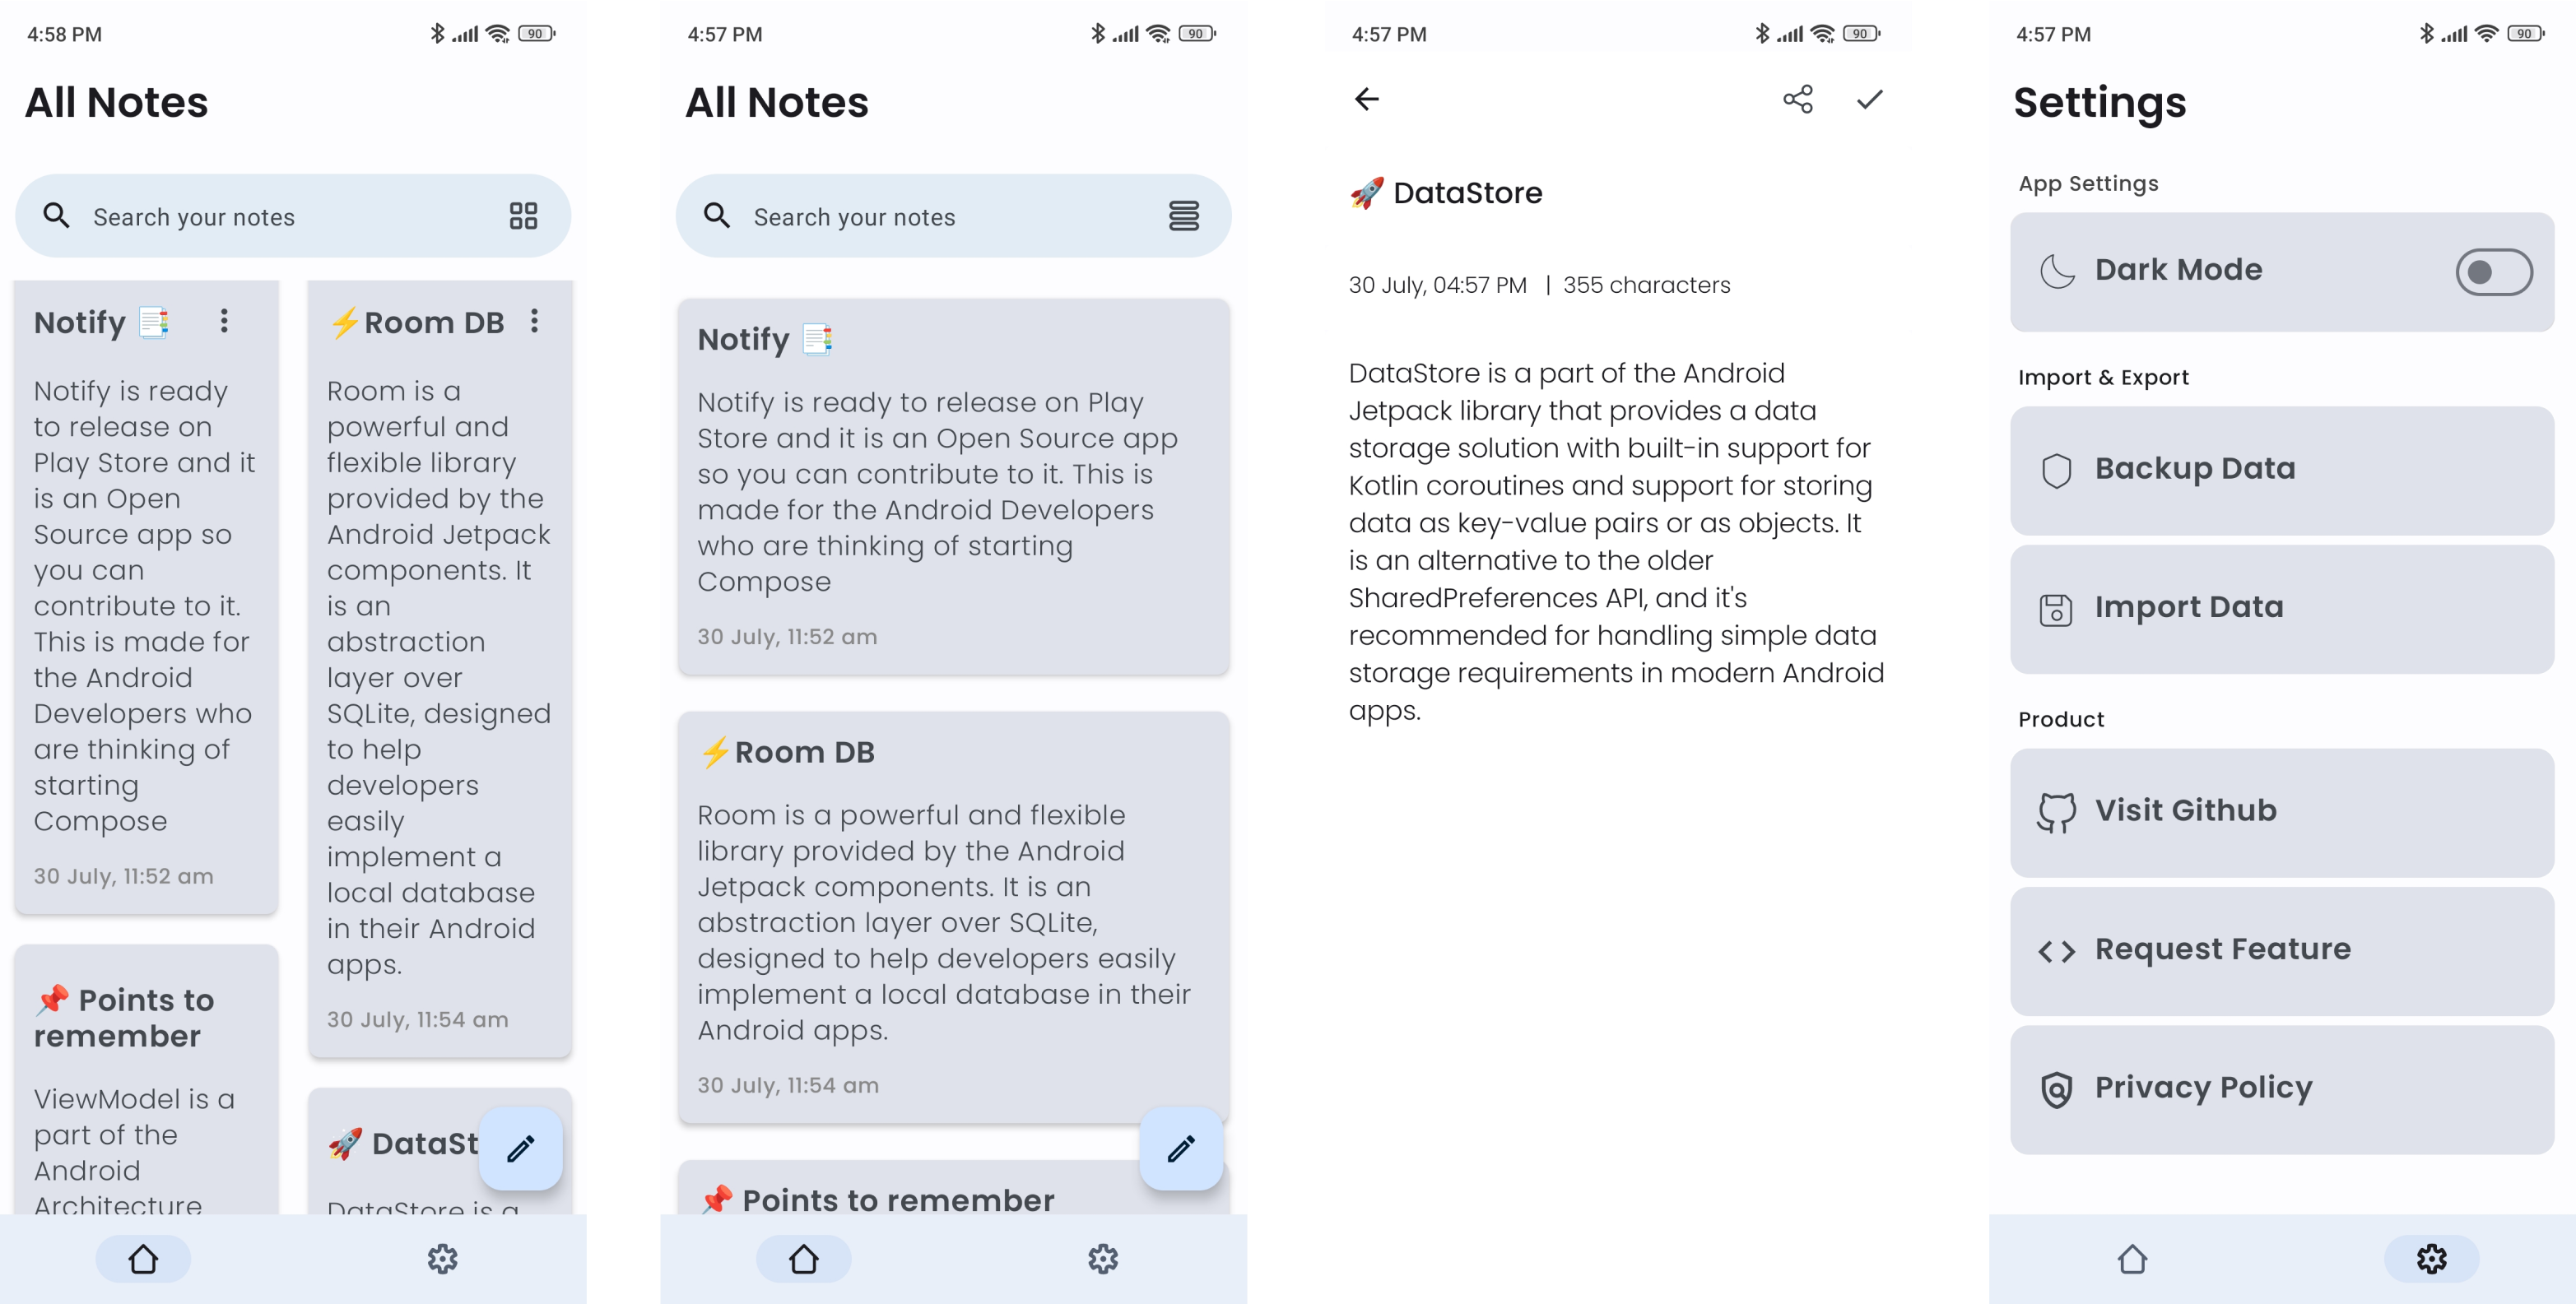 4:58 PM
90
All Notes
Search your notes
Notify
Notify is ready
to release on
Play Store and it
is an Open
Source app so
you can
contribute to it.
This is made for
the Android
Developers who
are thinking of
starting
Compose
30 July, 11:52 am
Points to
remember
ViewModel is a
part of the
Android
Architecture
⚡Room DB
Room is a
powerful and
flexible library
provided by the
Android Jetpack
components. It
is an
abstraction
layer over
SQLite, designed
to help
developers
easily
implement a
local database
in their Android
apps.
30 July, 11:54 am
🚀 DataSt
DataStore is a
4:57 PM
90
All Notes
Search your notes
Notify
Notify is ready to release on Play
Store and it is an Open Source app
so you can contribute to it. This is
made for the Android Developers
who are thinking of starting
Compose
30 July, 11:52 am
⚡Room DB
Room is a powerful and flexible
library provided by the Android
Jetpack components. It is an
abstraction layer over SQLite,
designed to help developers easily
implement a local database in their
Android apps.
30 July, 11:54 am
📌 Points to remember
4:57 PM
90
🚀 DataStore
30 July, 04:57 PM | 355 characters
DataStore is a part of the Android
Jetpack library that provides a data
storage solution with built-in support for
Kotlin coroutines and support for storing
data as key-value pairs or as objects. It
is an alternative to the older
SharedPreferences API, and it's
recommended for handling simple data
storage requirements in modern Android
apps.
4:57 PM
90
Settings
App Settings
Dark Mode
Import & Export
Backup Data
Import Data
Product
Visit Github
Request Feature
Privacy Policy